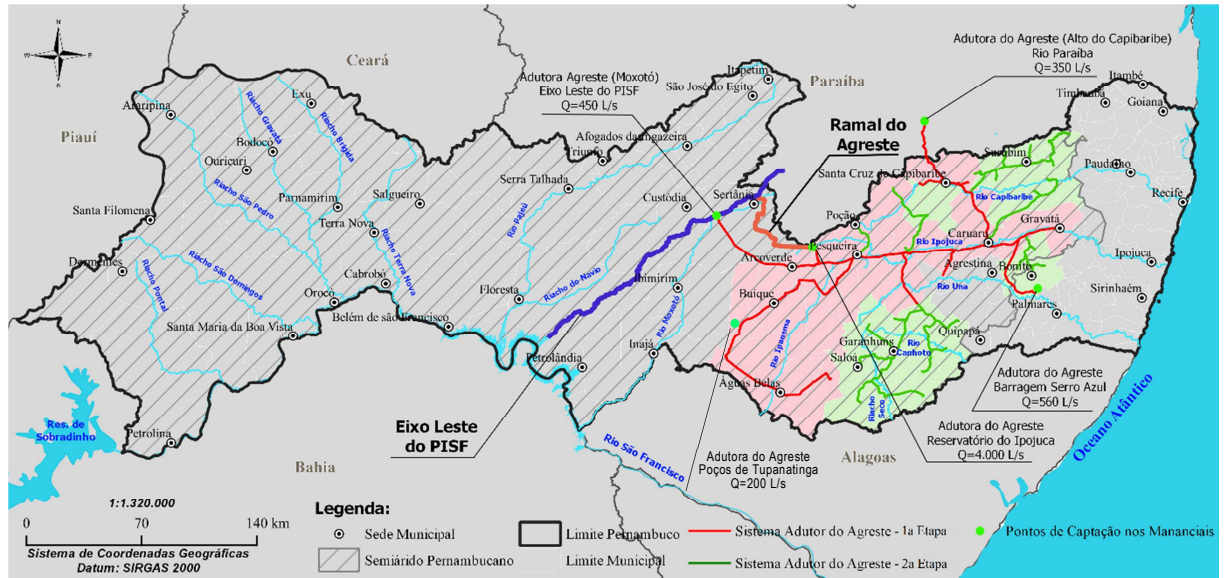 N
W
E
S
Ceará
Paraíba
Piauí
Bahia
Alagoas
Oceano Atântico
Adutora Agreste (Moxotó)
Eixo Leste do PISF
Q=450 L/s
Adutora do Agreste (Alto do Capibaribe)
Rio Paraíba
Q=350 L/s
Ramal do
Agreste
Eixo Leste
do PISF
Adutora do Agreste
Poços de Tupanatinga
Q=200 L/s
Adutora do Agreste
Barragem Serro Azul
Q=560 L/s
Adutora do Agreste
Reservatório do Ipojuca
Q=4.000 L/s
Araripina
Exu
Bodocó
Ouricuri
Parnamirim
Salgueiro
Santa Filomena
Terra Nova
Dormentes
Cabrobó
Orocó
Santa Maria da Boa Vista
Belém de são Francisco
Petrolina
Itapetim
São José do Egito
Afogados da Ingazeira
Triunfo
Serra Talhada
Custódia
Sertânia
Floresta
Ibimirim
Petrolândia
Inajá
Arcoverde
Buique
Águas Bélas
Pesqueira
Poção
Santa Cruz do Capibaribe
Surubim
Caruaru
Gravatá
Agrestina
Bonito
Garanhuns
Saloá
Quipapá
Palmares
Timbaúba
Itambé
Goiana
Paudalho
Recife
Ipojuca
Sirinhaém
Riacho Gravatá
Riacho Brigida
Riacho São Pedro
Riacho São Domingos
Riacho Pontal
Riacho Terra Nova
Rio Pajeú
Riacho do Navio
Rio Moxotó
Rio Ipanema
Rio Capibaribe
Rio Ipojuca
Rio Una
Rio Canhoto
Riacho Seco
Rio São Francisco
Res. de
Sobradinho
1:1.320.000
0 70 140 km
Sistema de Coordenadas Geográficas
Datum: SIRGAS 2000
Legenda:
Sede Municipal
Semiárido Pernambucano
Limite Pernambuco
Limite Municipal
Sistema Adutor do Agreste - 1a Etapa
Sistema Adutor do Agreste - 2a Etapa
Pontos de Captação nos Mananciais